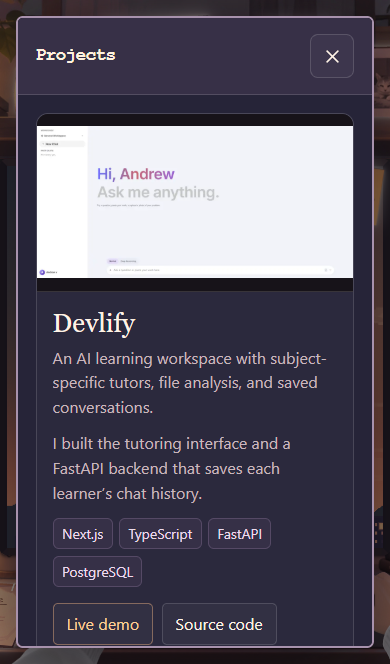 Projects
Hi, Andrew
Ask me anything.
Devlify
An AI learning workspace with subject-
specific tutors, file analysis, and saved
conversations.
I built the tutoring interface and a
FastAPI backend that saves each
learner’s chat history.
Next.js
TypeScript
FastAPI
PostgreSQL
Live demo
Source code